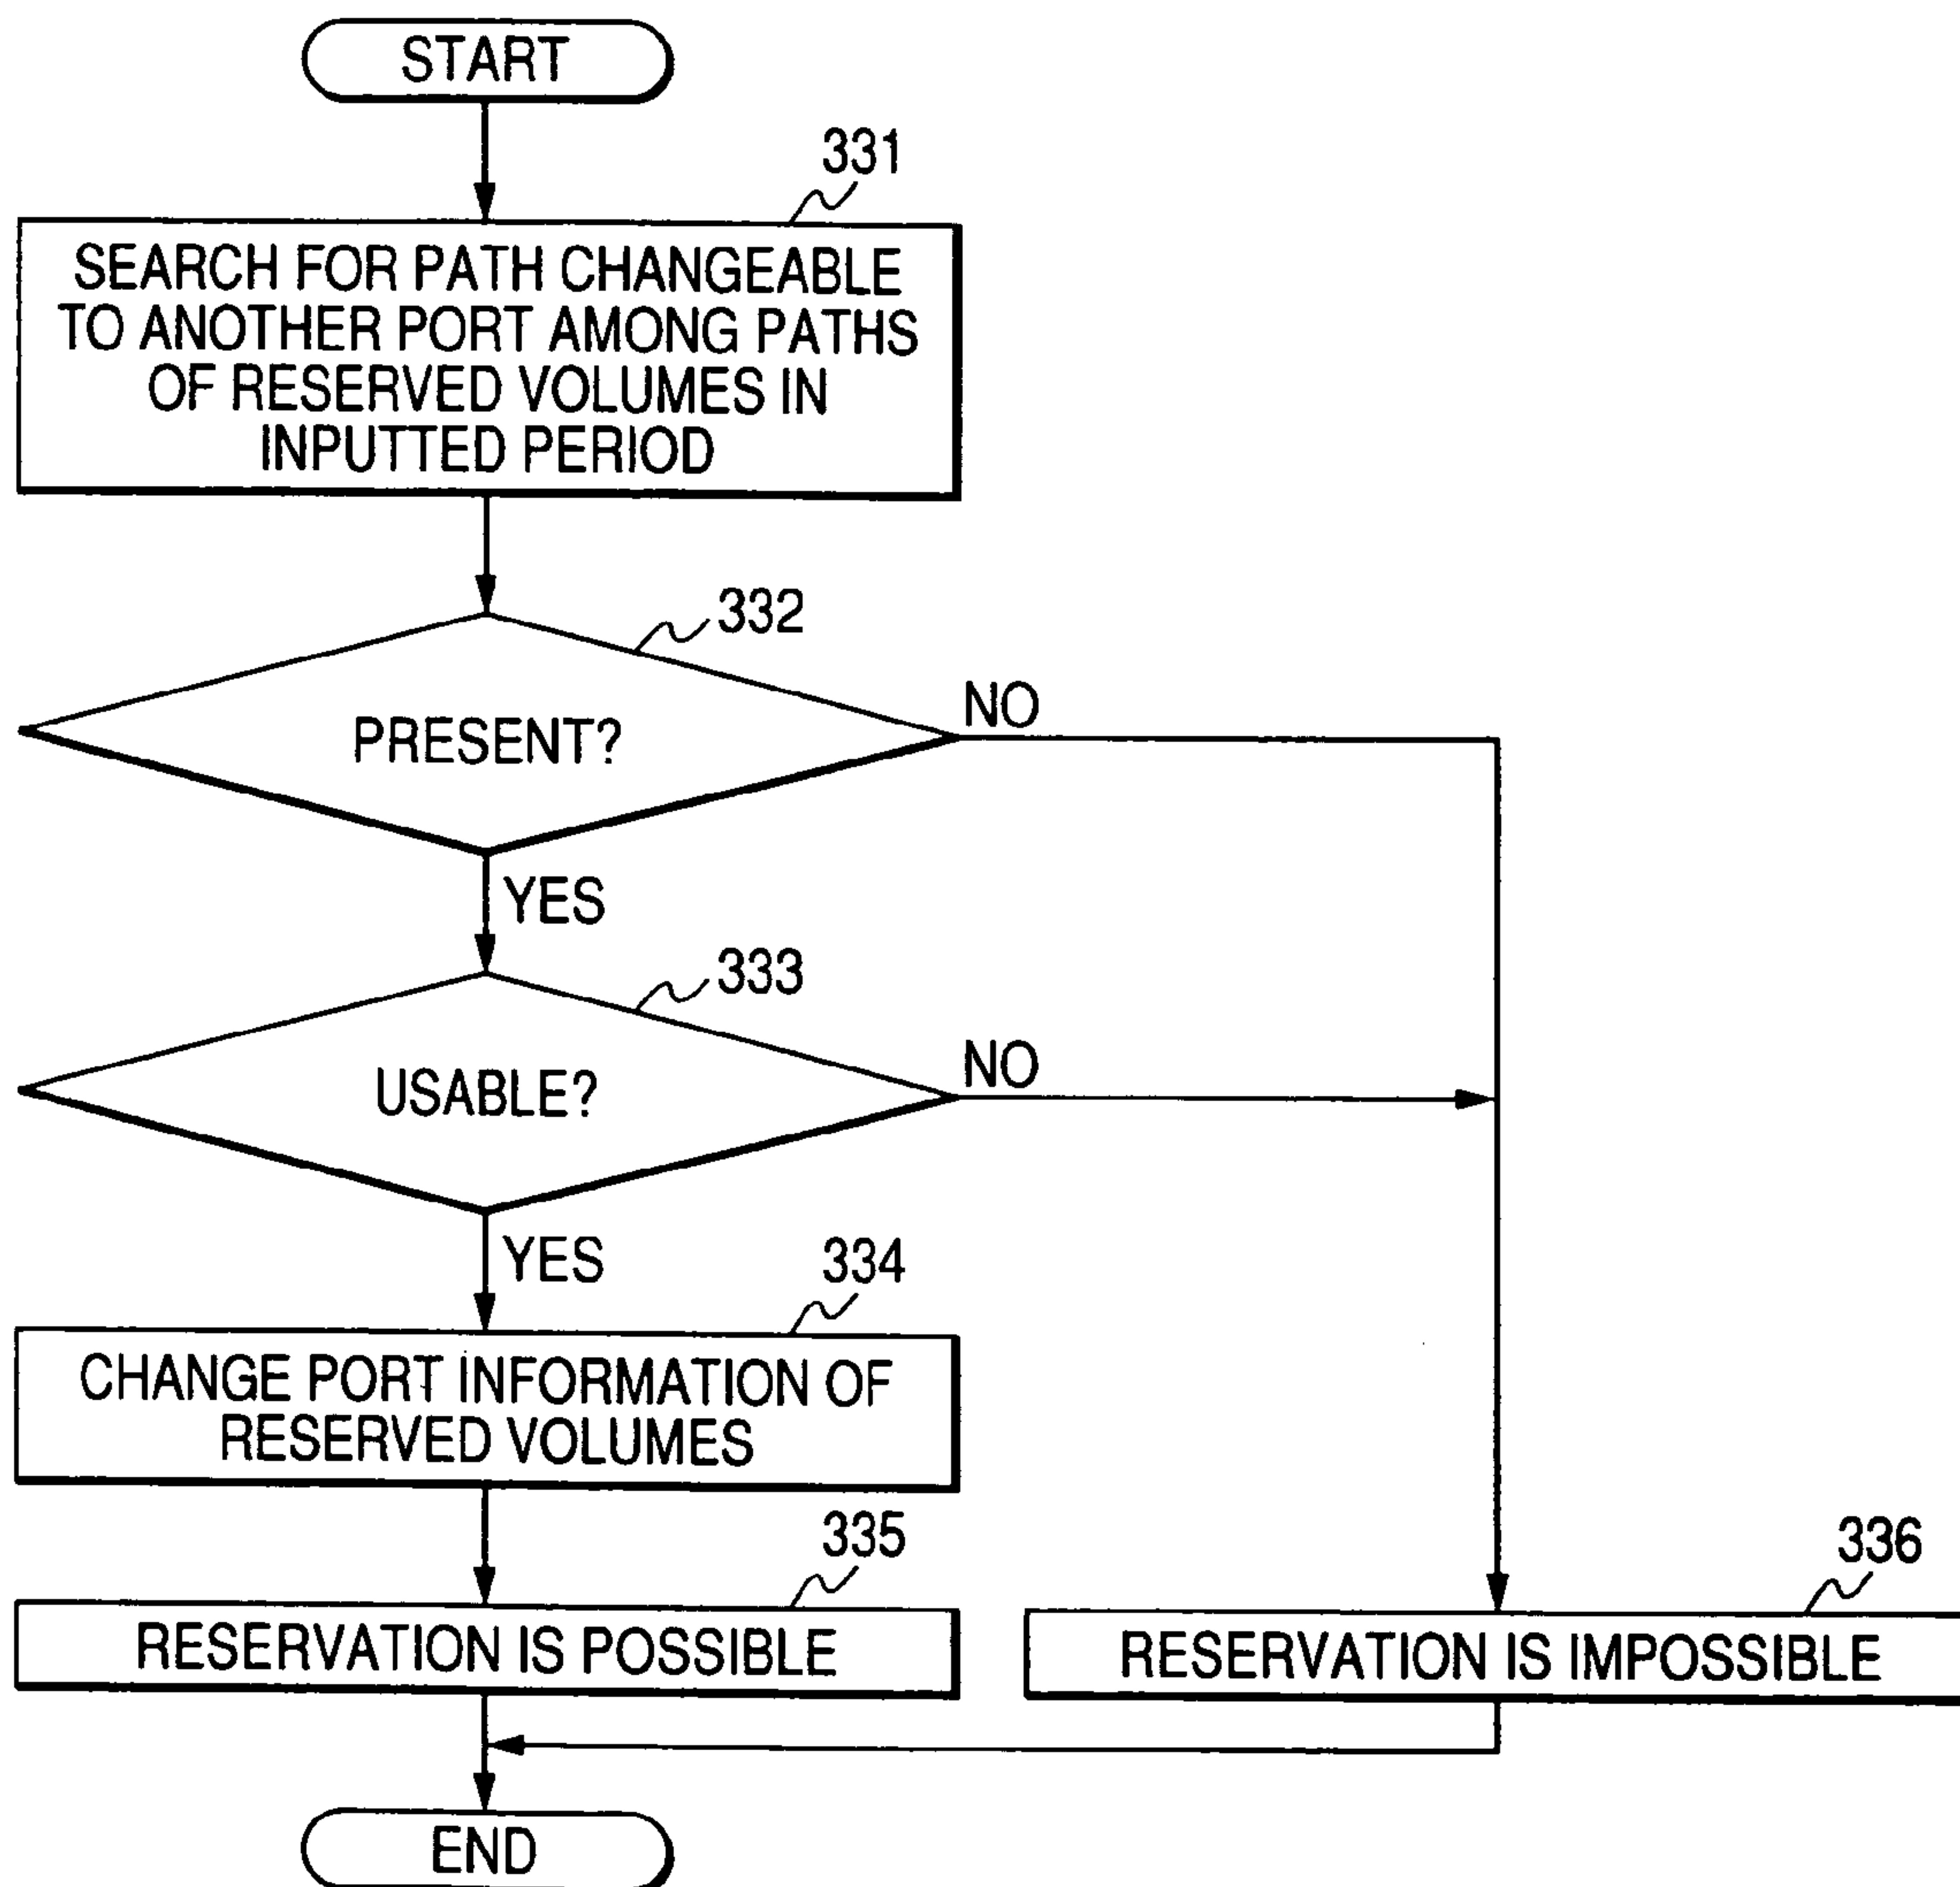 START
331
SEARCH FOR PATH CHANGEABLE
TO ANOTHER PORT AMONG PATHS
OF RESERVED VOLUMES IN
INPUTTED PERIOD
332
PRESENT?
NO
YES
333
USABLE?
NO
YES
334
CHANGE PORT INFORMATION OF
RESERVED VOLUMES
335
RESERVATION IS POSSIBLE
336
RESERVATION IS IMPOSSIBLE
END